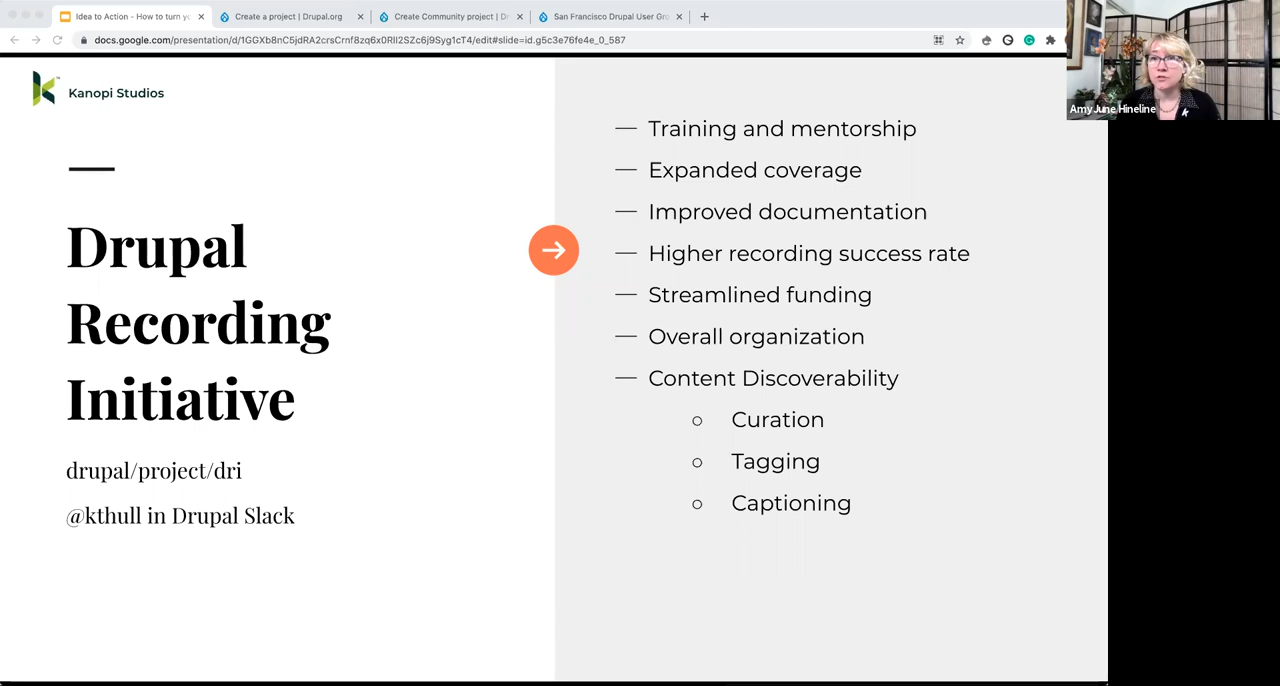 Idea to Action - How to turn yo
Create a project | Drupal.org
Create Community project | Dr
San Francisco Drupal User Gro
docs.google.com/presentation/d/1GGXb8nC5jdRA2crsCrnf8zq6x0RlI2SZc6j9Syg1cT4/edit#slide=id.g5c3e76fe4e_0_587
Amy June Hineline
Kanopi Studios
Drupal
Recording
Initiative
drupal/project/dri
@kthull in Drupal Slack
— Training and mentorship
— Expanded coverage
— Improved documentation
— Higher recording success rate
— Streamlined funding
— Overall organization
— Content Discoverability
○ Curation
○ Tagging
○ Captioning